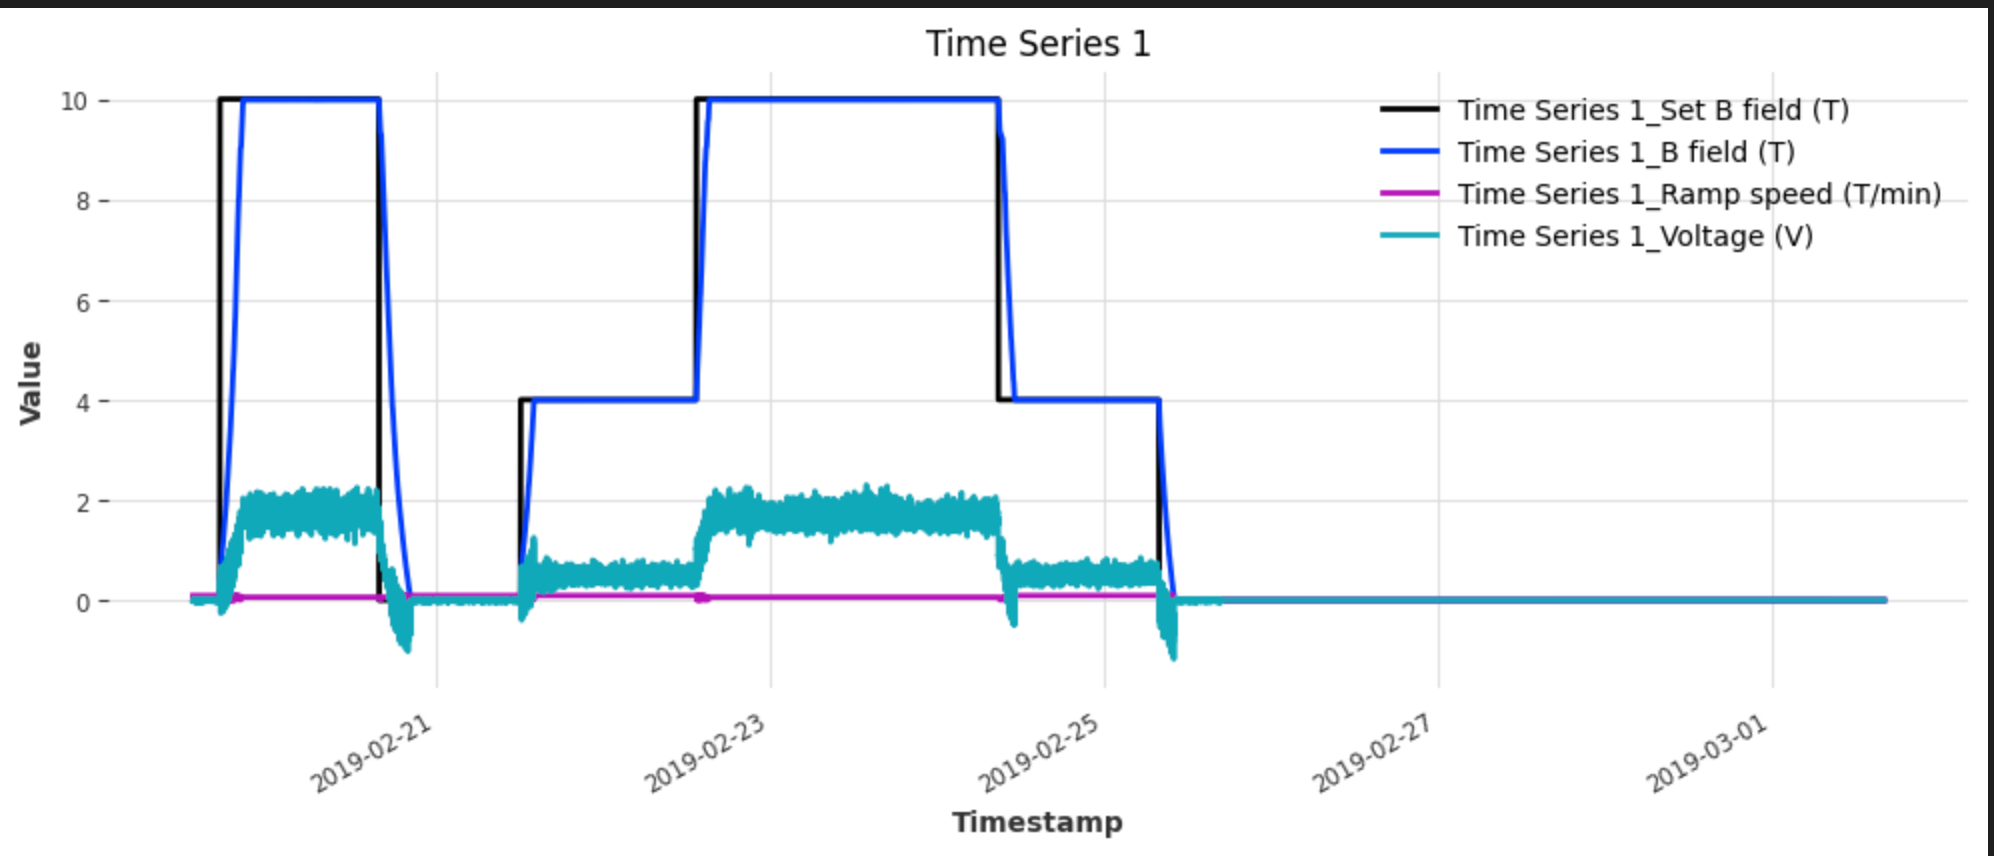 Time Series 1
Time Series 1_Set B field (T)
Time Series 1_B field (T)
Time Series 1_Ramp speed (T/min)
Time Series 1_Voltage (V)
10
8
6
4
2
0
Value
2019-02-21
2019-02-23
2019-02-25
2019-02-27
2019-03-01
Timestamp